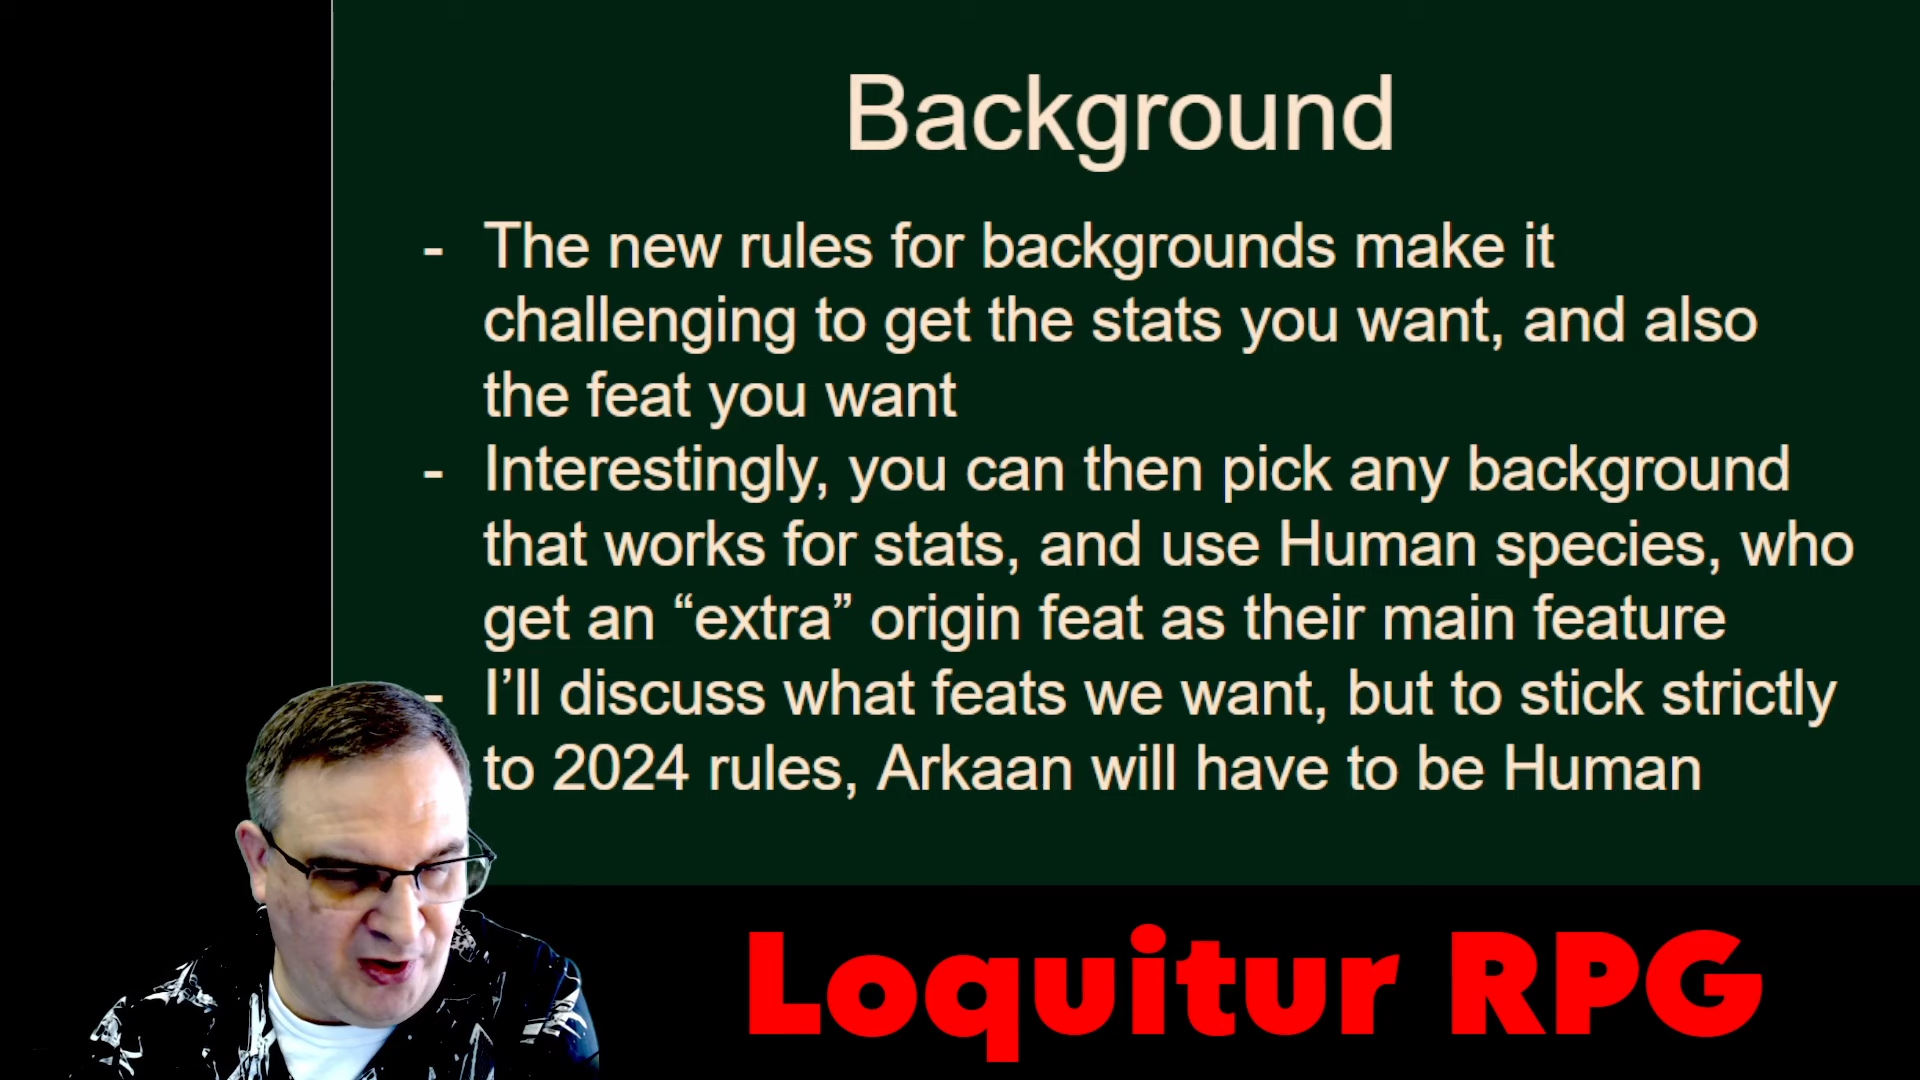 Background
- The new rules for backgrounds make it
challenging to get the stats you want, and also
the feat you want
- Interestingly, you can then pick any background
that works for stats, and use Human species, who
get an “extra” origin feat as their main feature
- I’ll discuss what feats we want, but to stick strictly
to 2024 rules, Arkaan will have to be Human
Loquitur RPG